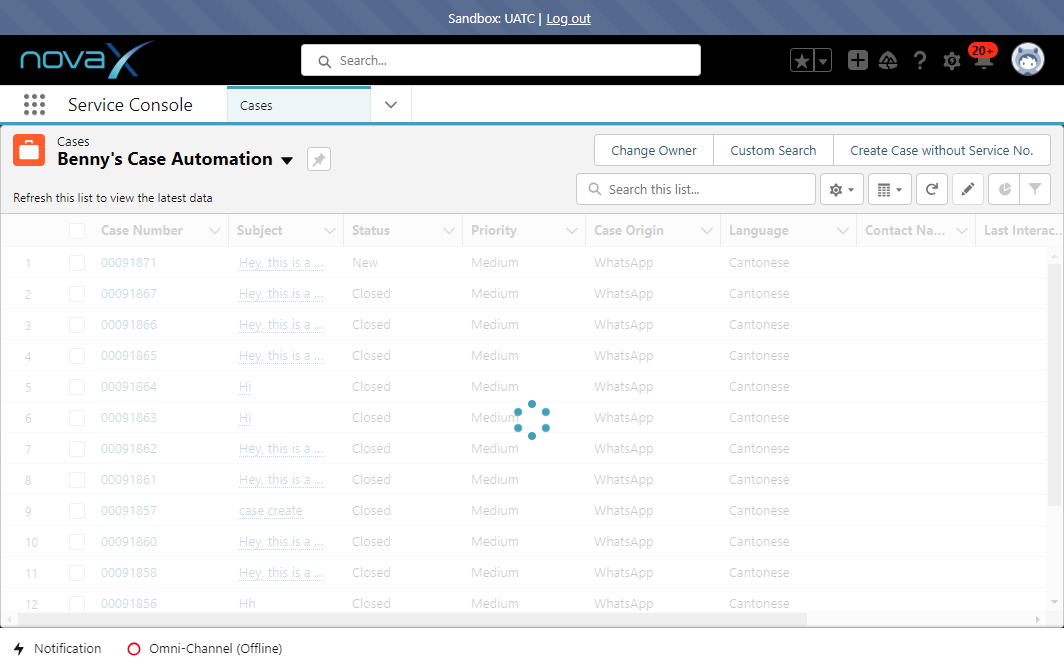 Sandbox: UATC | Log out
novaX
Search...
20+
Service Console
Cases
Cases
Benny's Case Automation
Change Owner
Custom Search
Create Case without Service No.
Refresh this list to view the latest data
Search this list...
Case Number Subject Status Priority Case Origin Language Contact Na... Last Interac...
1 00091871 Hey, this is a ... New Medium WhatsApp Cantonese
2 00091867 Hey, this is a ... Closed Medium WhatsApp Cantonese
3 00091866 Hey, this is a ... Closed Medium WhatsApp Cantonese
4 00091865 Hey, this is a ... Closed Medium WhatsApp Cantonese
5 00091864 Hi Closed Medium WhatsApp Cantonese
6 00091863 Hi Closed Medium WhatsApp Cantonese
7 00091862 Hey, this is a ... Closed Medium WhatsApp Cantonese
8 00091861 Hey, this is a ... Closed Medium WhatsApp Cantonese
9 00091857 case create Closed Medium WhatsApp Cantonese
10 00091860 Hey, this is a ... Closed Medium WhatsApp Cantonese
11 00091858 Hey, this is a ... Closed Medium WhatsApp Cantonese
12 00091856 Hh Closed Medium WhatsApp Cantonese
Notification
Omni-Channel (Offline)